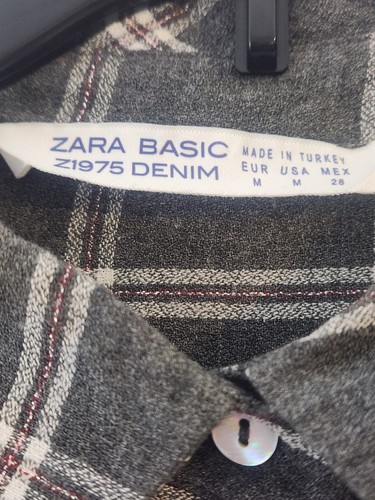 ZARA BASIC
Z1975 DENIM
MADE IN TURKEY
EUR USA MEX
M M 28